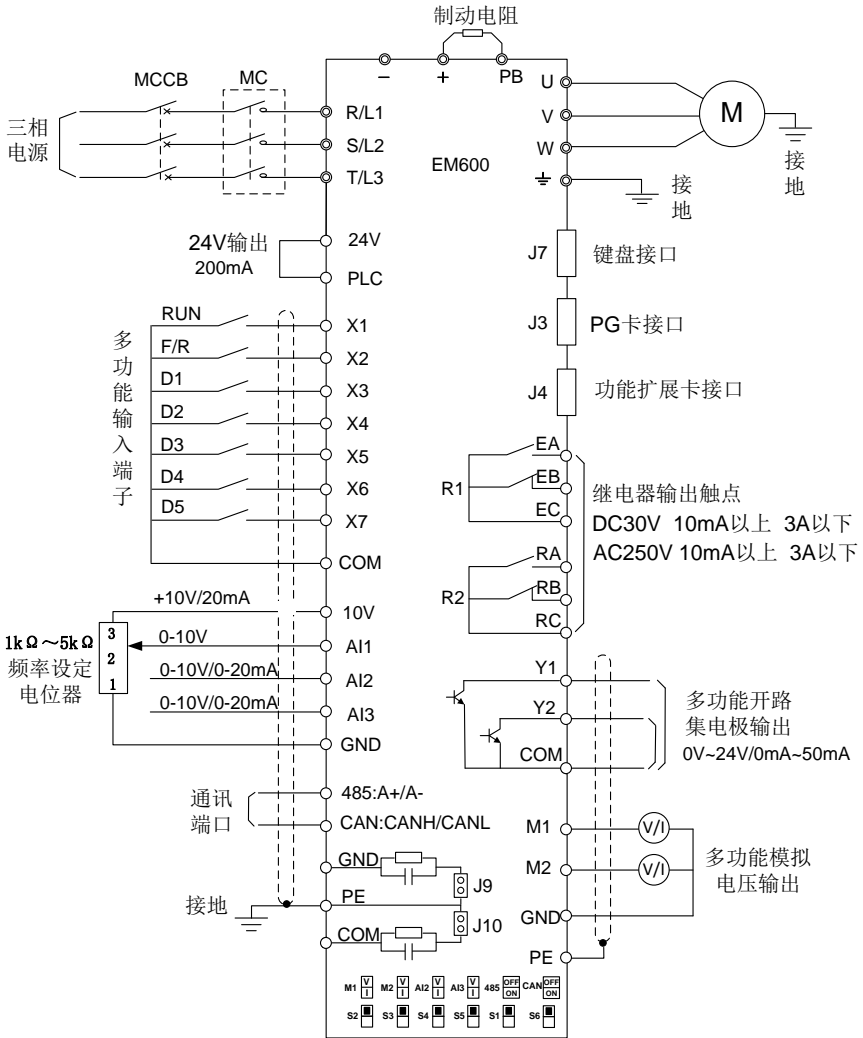 制动电阻
MCCB
MC
三相
电源
R/L1
S/L2
T/L3
−
+
PB
EM600
U
V
W
M
接地
接地
24V输出
200mA
24V
PLC
J7
键盘接口
J3
PG卡接口
J4
功能扩展卡接口
多功能输入端子
RUN
X1
F/R
X2
D1
X3
D2
X4
D3
X5
D4
X6
D5
X7
COM
R1
EA
EB
EC
R2
RA
RB
RC
继电器输出触点
DC30V 10mA以上 3A以下
AC250V 10mA以上 3A以下
+10V/20mA
10V
1kΩ～5kΩ
频率设定
电位器
3
2
1
0-10V
AI1
0-10V/0-20mA
AI2
0-10V/0-20mA
AI3
GND
Y1
Y2
COM
多功能开路
集电极输出
0V~24V/0mA~50mA
通讯
端口
485:A+/A-
CAN:CANH/CANL
M1
V/I
M2
V/I
GND
PE
多功能模拟
电压输出
接地
GND
J9
PE
J10
COM
M1 V I M2 V I AI2 V I AI3 V I 485 OFF ON CAN OFF ON
S2 S3 S4 S5 S1 S6